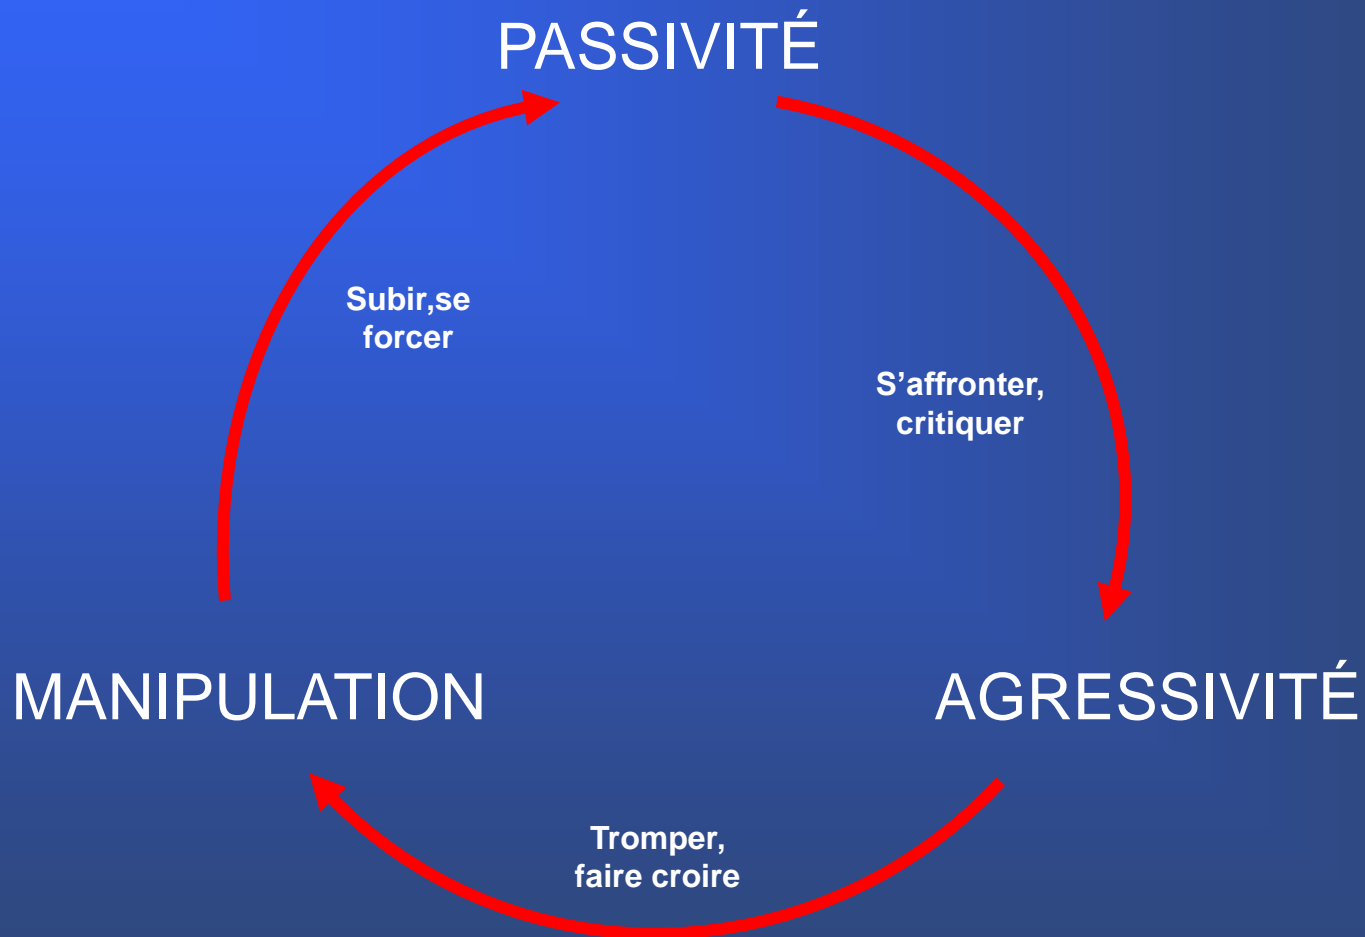 PASSIVITÉ
Subir,se
forcer
S’affronter,
critiquer
MANIPULATION
AGRESSIVITÉ
Tromper,
faire croire